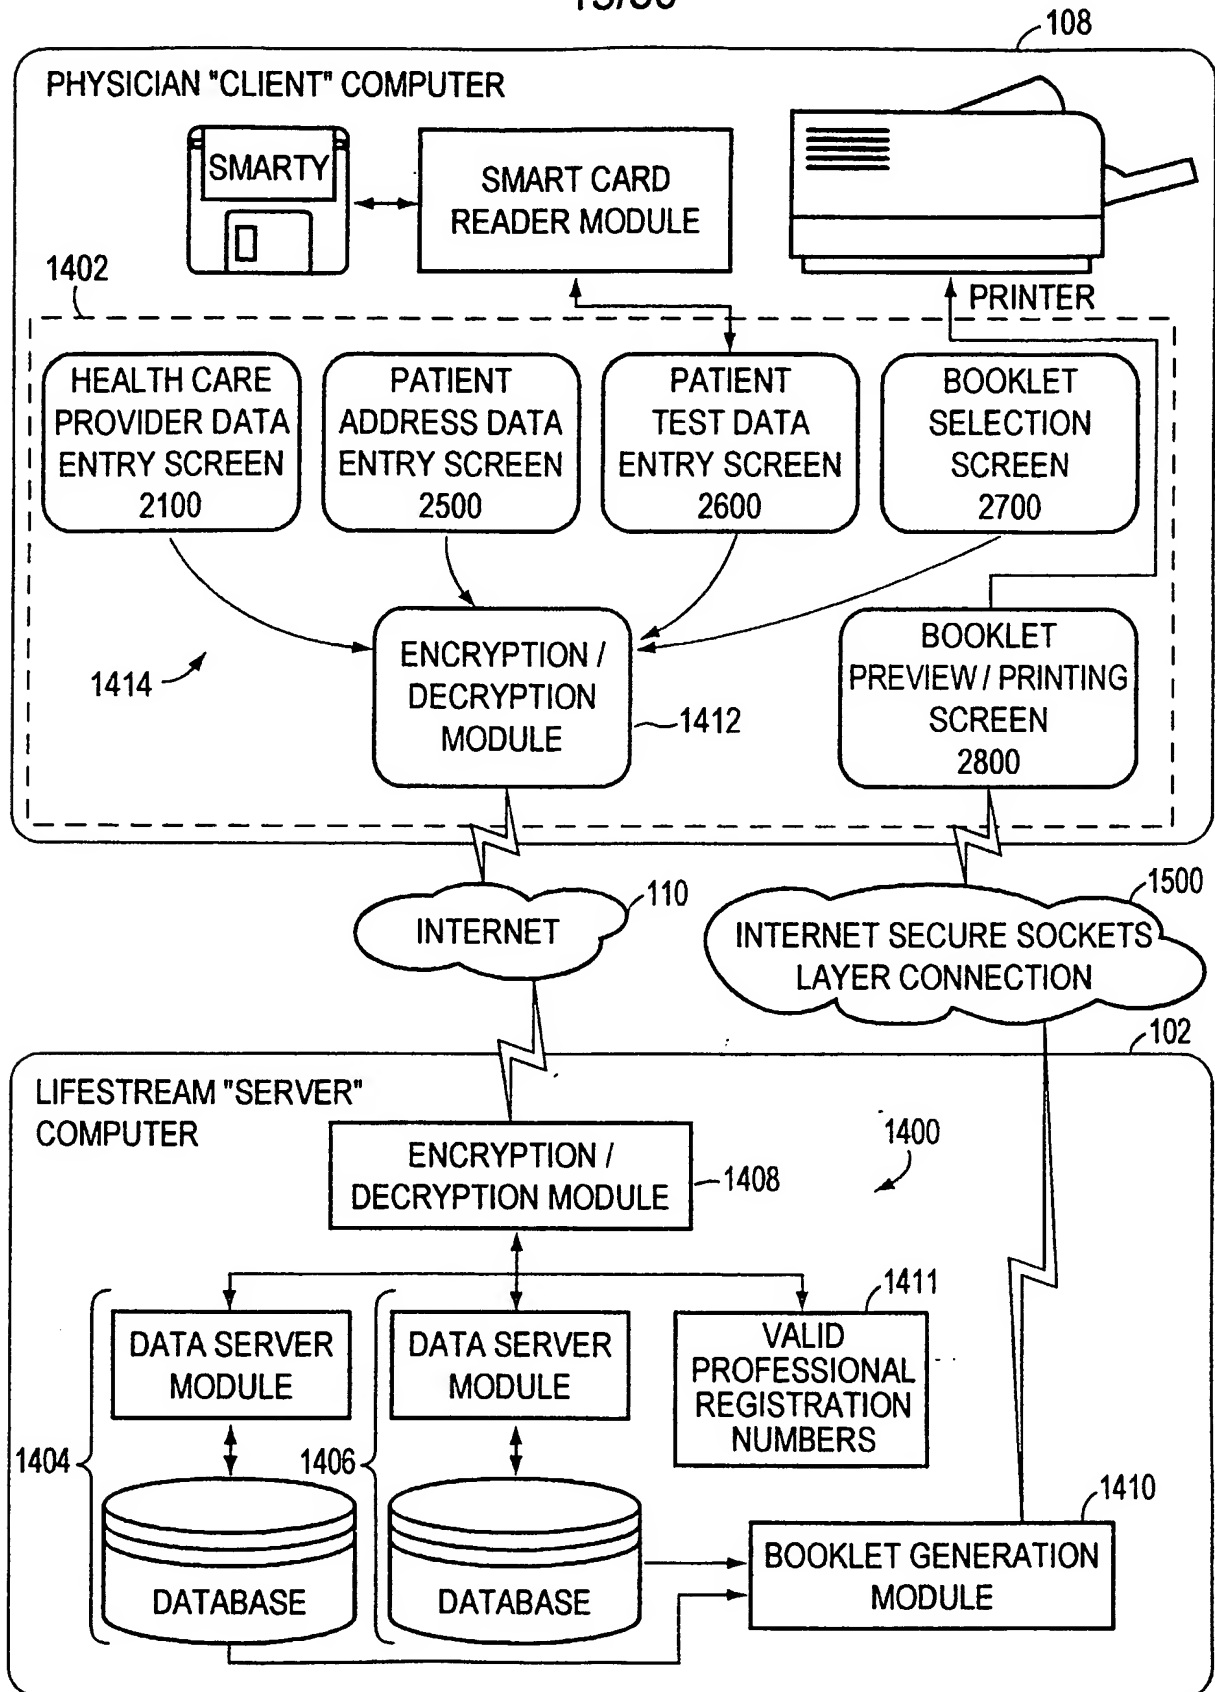 108
PHYSICIAN "CLIENT" COMPUTER
SMARTY
SMART CARD
READER MODULE
PRINTER
1402
HEALTH CARE
PROVIDER DATA
ENTRY SCREEN
2100
PATIENT
ADDRESS DATA
ENTRY SCREEN
2500
PATIENT
TEST DATA
ENTRY SCREEN
2600
BOOKLET
SELECTION
SCREEN
2700
1414
ENCRYPTION /
DECRYPTION
MODULE
1412
BOOKLET
PREVIEW / PRINTING
SCREEN
2800
INTERNET
110
INTERNET SECURE SOCKETS
LAYER CONNECTION
1500
102
LIFESTREAM "SERVER"
COMPUTER
ENCRYPTION /
DECRYPTION MODULE
1408
1400
DATA SERVER
MODULE
DATA SERVER
MODULE
1411
VALID
PROFESSIONAL
REGISTRATION
NUMBERS
1404
1406
DATABASE
DATABASE
1410
BOOKLET GENERATION
MODULE